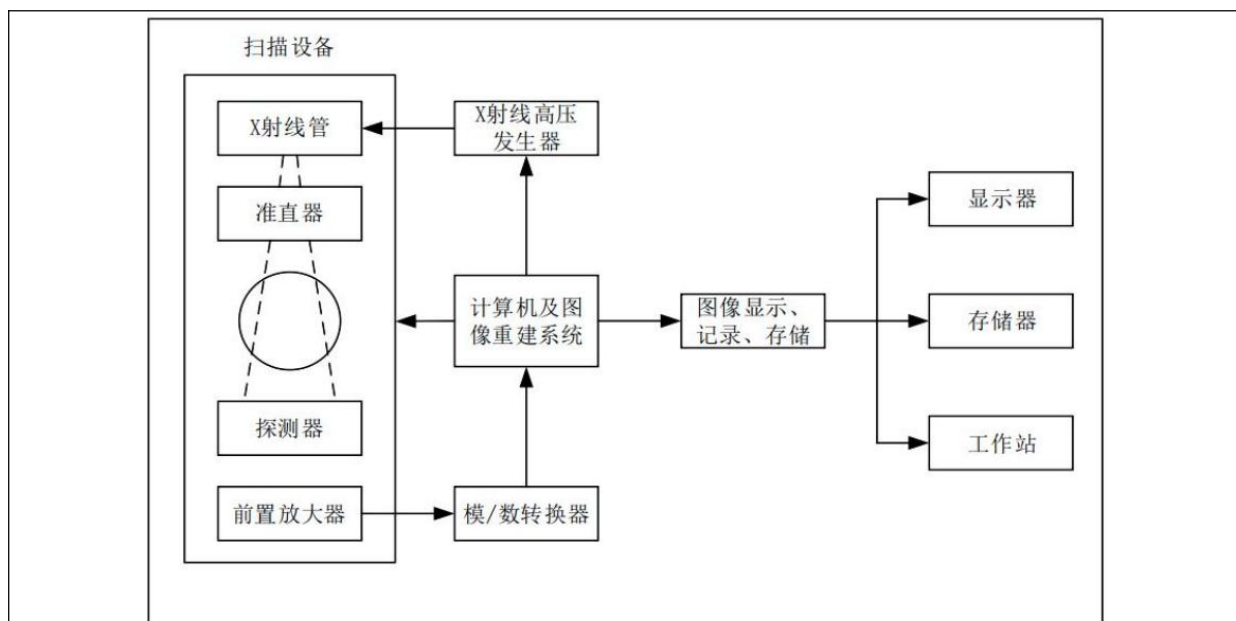 扫描设备
X射线管
X射线高压
发生器
准直器
显示器
计算机及图
像重建系统
图像显示、
记录、存储
存储器
探测器
工作站
前置放大器
模/数转换器